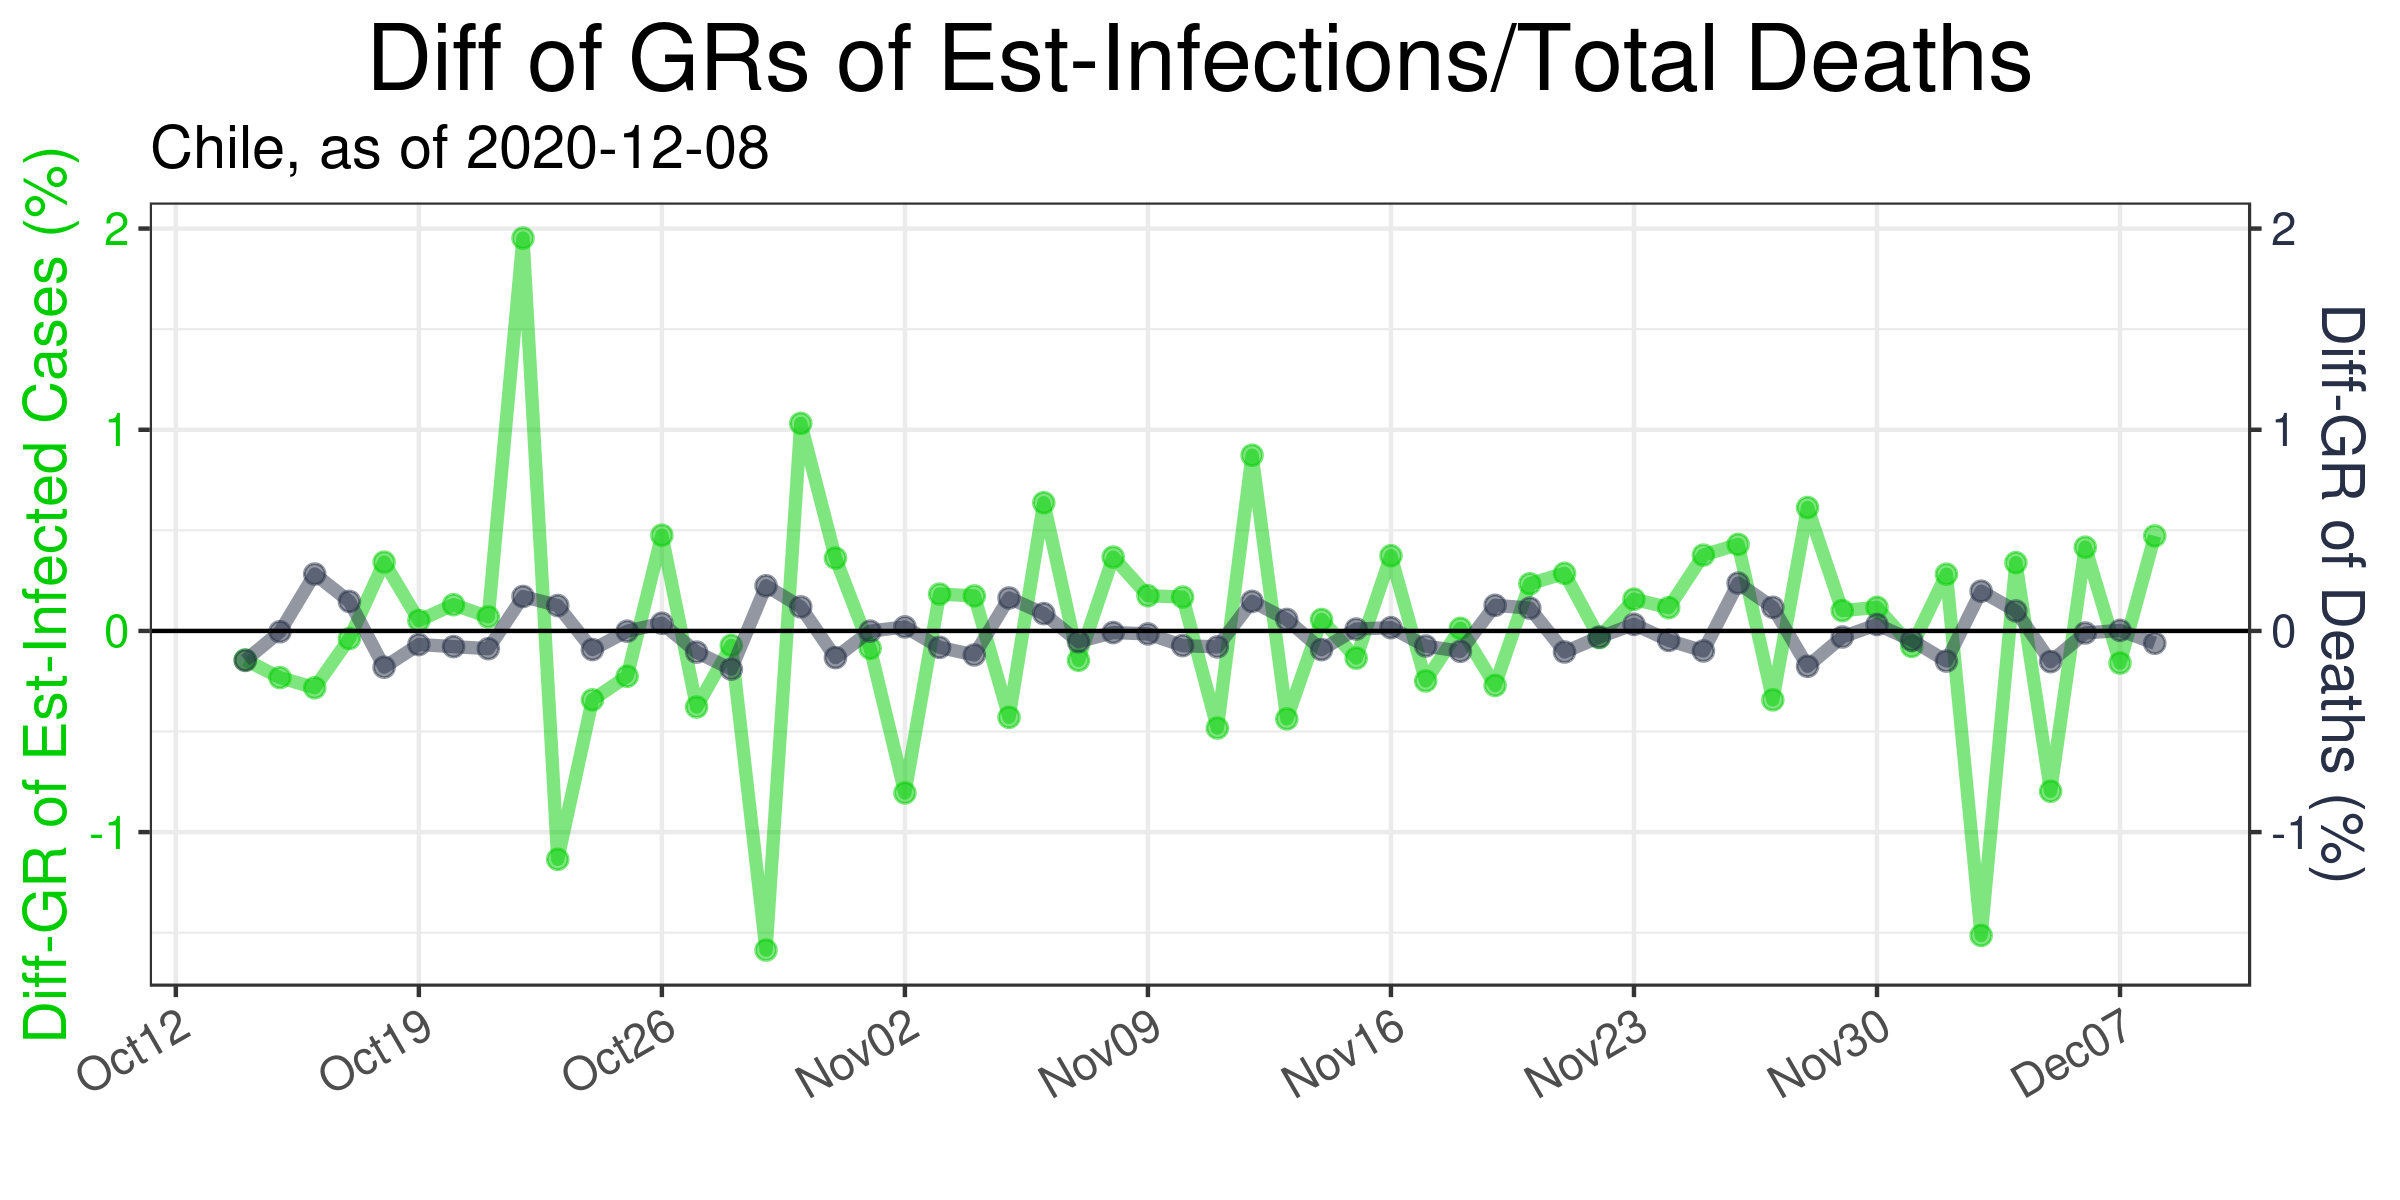 Diff of GRs of Est-Infections/Total Deaths
Chile, as of 2020-12-08
Diff-GR of Est-Infected Cases (%)
2
1
0
-1
2
1
0
-1
Diff-GR of Deaths (%)
Oct12
Oct19
Oct26
Nov02
Nov09
Nov16
Nov23
Nov30
Dec07